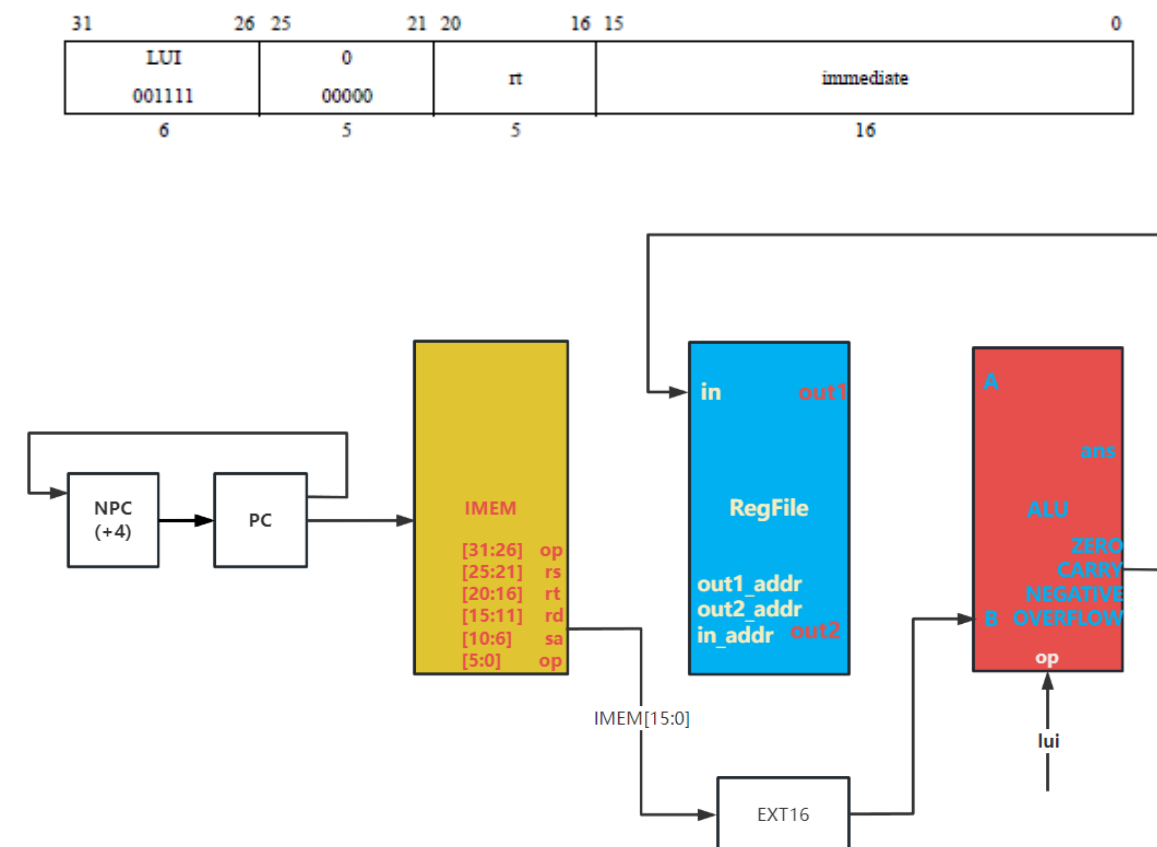 31 26 25 21 20 16 15 0
LUI 0
rt immediate
001111 00000
6 5 5 16
in out1
A
ans
NPC
(+4)
PC
IMEM
RegFile
ALU
[31:26] op
[25:21] rs
[20:16] rt
[15:11] rd
[10:6] sa
[5:0] op
out1_addr
out2_addr
in_addr out2
ZERO
CARRY
NEGATIVE
B OVERFLOW
op
IMEM[15:0]
lui
EXT16